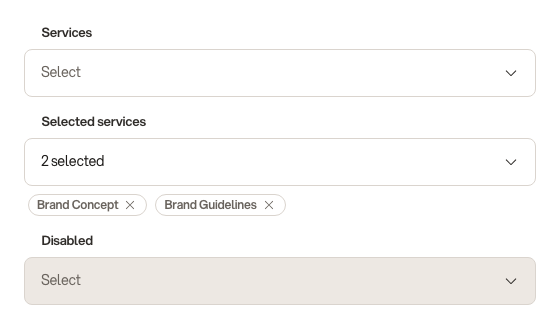 Services
Select
Selected services
2 selected
Brand Concept
Brand Guidelines
Disabled
Select